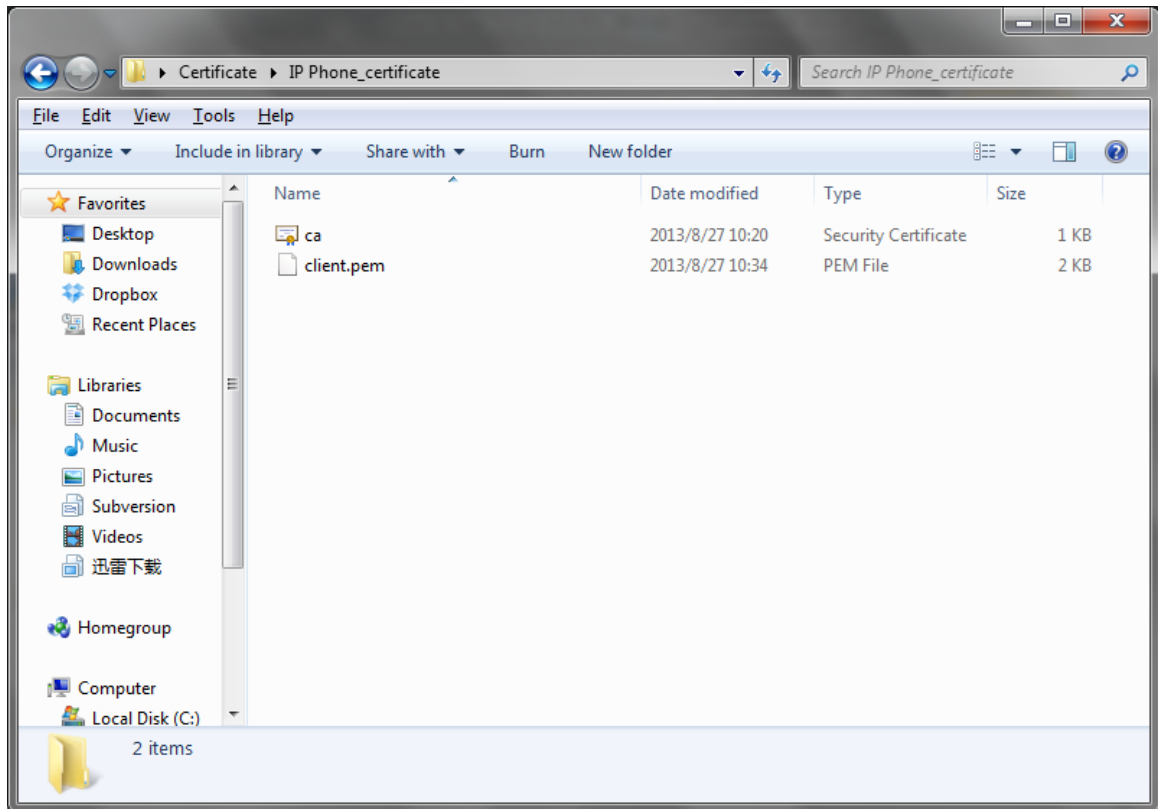 Certificate ▸ IP Phone_certificate
Search IP Phone_certificate
File Edit View Tools Help
Organize Include in library Share with Burn New folder
Favorites
Desktop
Downloads
Dropbox
Recent Places
Libraries
Documents
Music
Pictures
Subversion
Videos
迅雷下载
Homegroup
Computer
Local Disk (C:)
Name Date modified Type Size
ca 2013/8/27 10:20 Security Certificate 1 KB
client.pem 2013/8/27 10:34 PEM File 2 KB
2 items